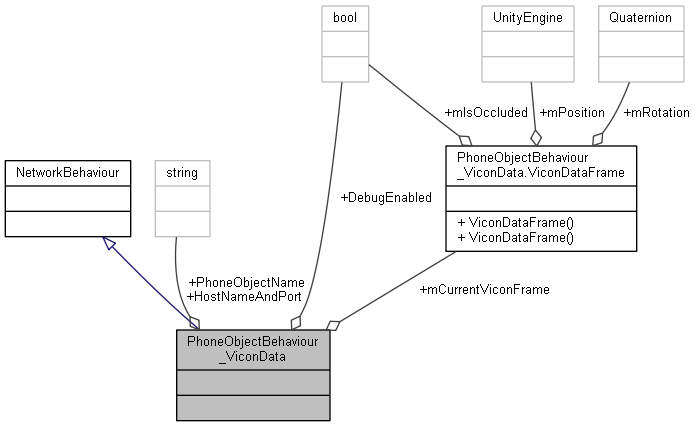 bool
UnityEngine
Quaternion
+mIsOccluded
+mPosition
+mRotation
PhoneObjectBehaviour
_ViconData.ViconDataFrame
+ ViconDataFrame()
+ ViconDataFrame()
NetworkBehaviour
string
+DebugEnabled
+PhoneObjectName
+HostNameAndPort
+mCurrentViconFrame
PhoneObjectBehaviour
_ViconData